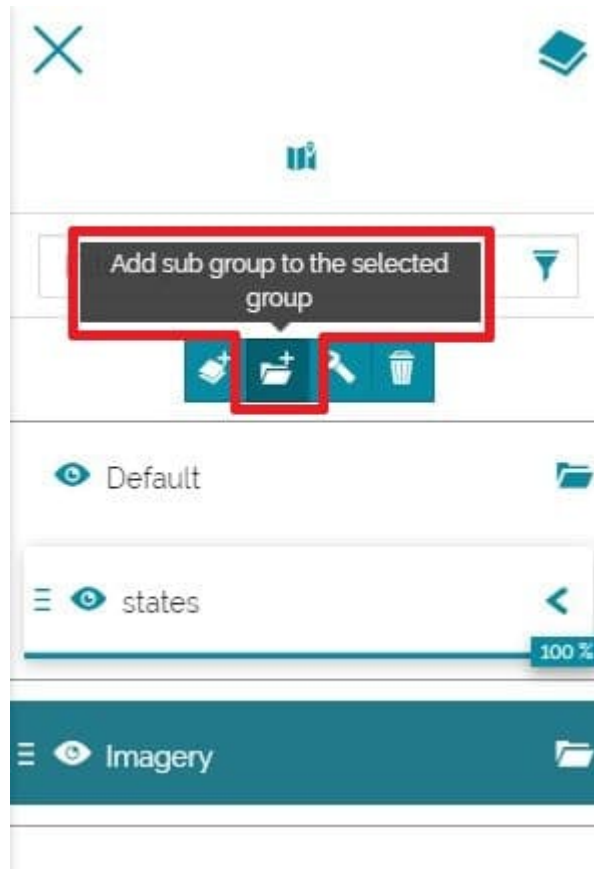 Add sub group to the selected
group
Default
states
100 %
Imagery